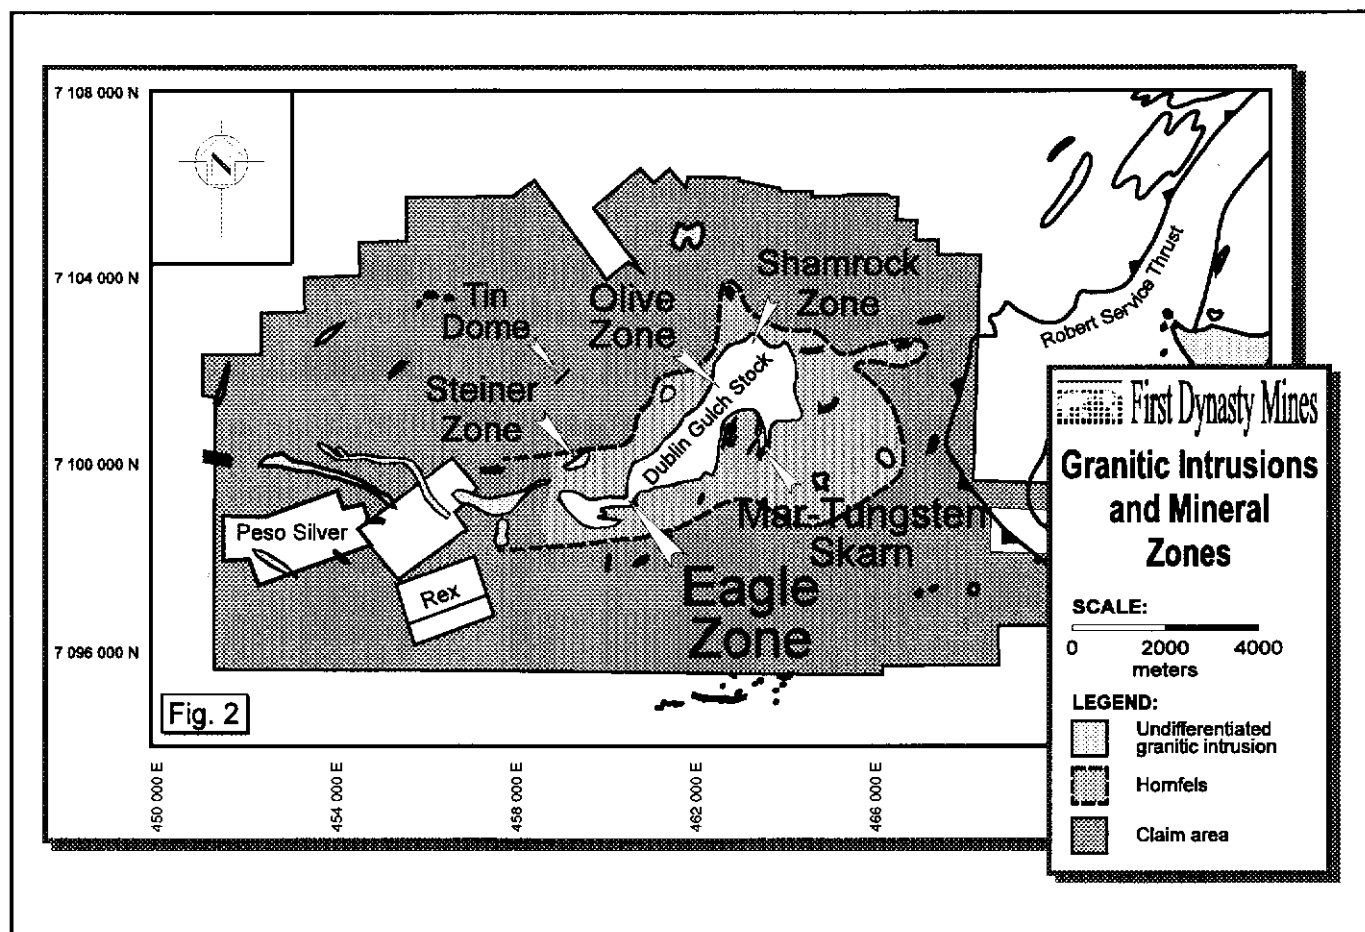 7 108 000 N
7 104 000 N
7 100 000 N
7 096 000 N
N
Shamrock
Zone
Olive
Zone
Tin
Dome
Steiner
Zone
Dublin Gulch Stock
Robert Service Thrust
Peso Silver
Rex
Mar-Tungsten
Skarn
Eagle
Zone
Fig. 2
450 000 E
454 000 E
458 000 E
462 000 E
466 000 E
First Dynasty Mines
Granitic Intrusions
and Mineral
Zones
SCALE:
0 2000 4000
meters
LEGEND:
Undifferentiated
granitic intrusion
Hornfels
Claim area